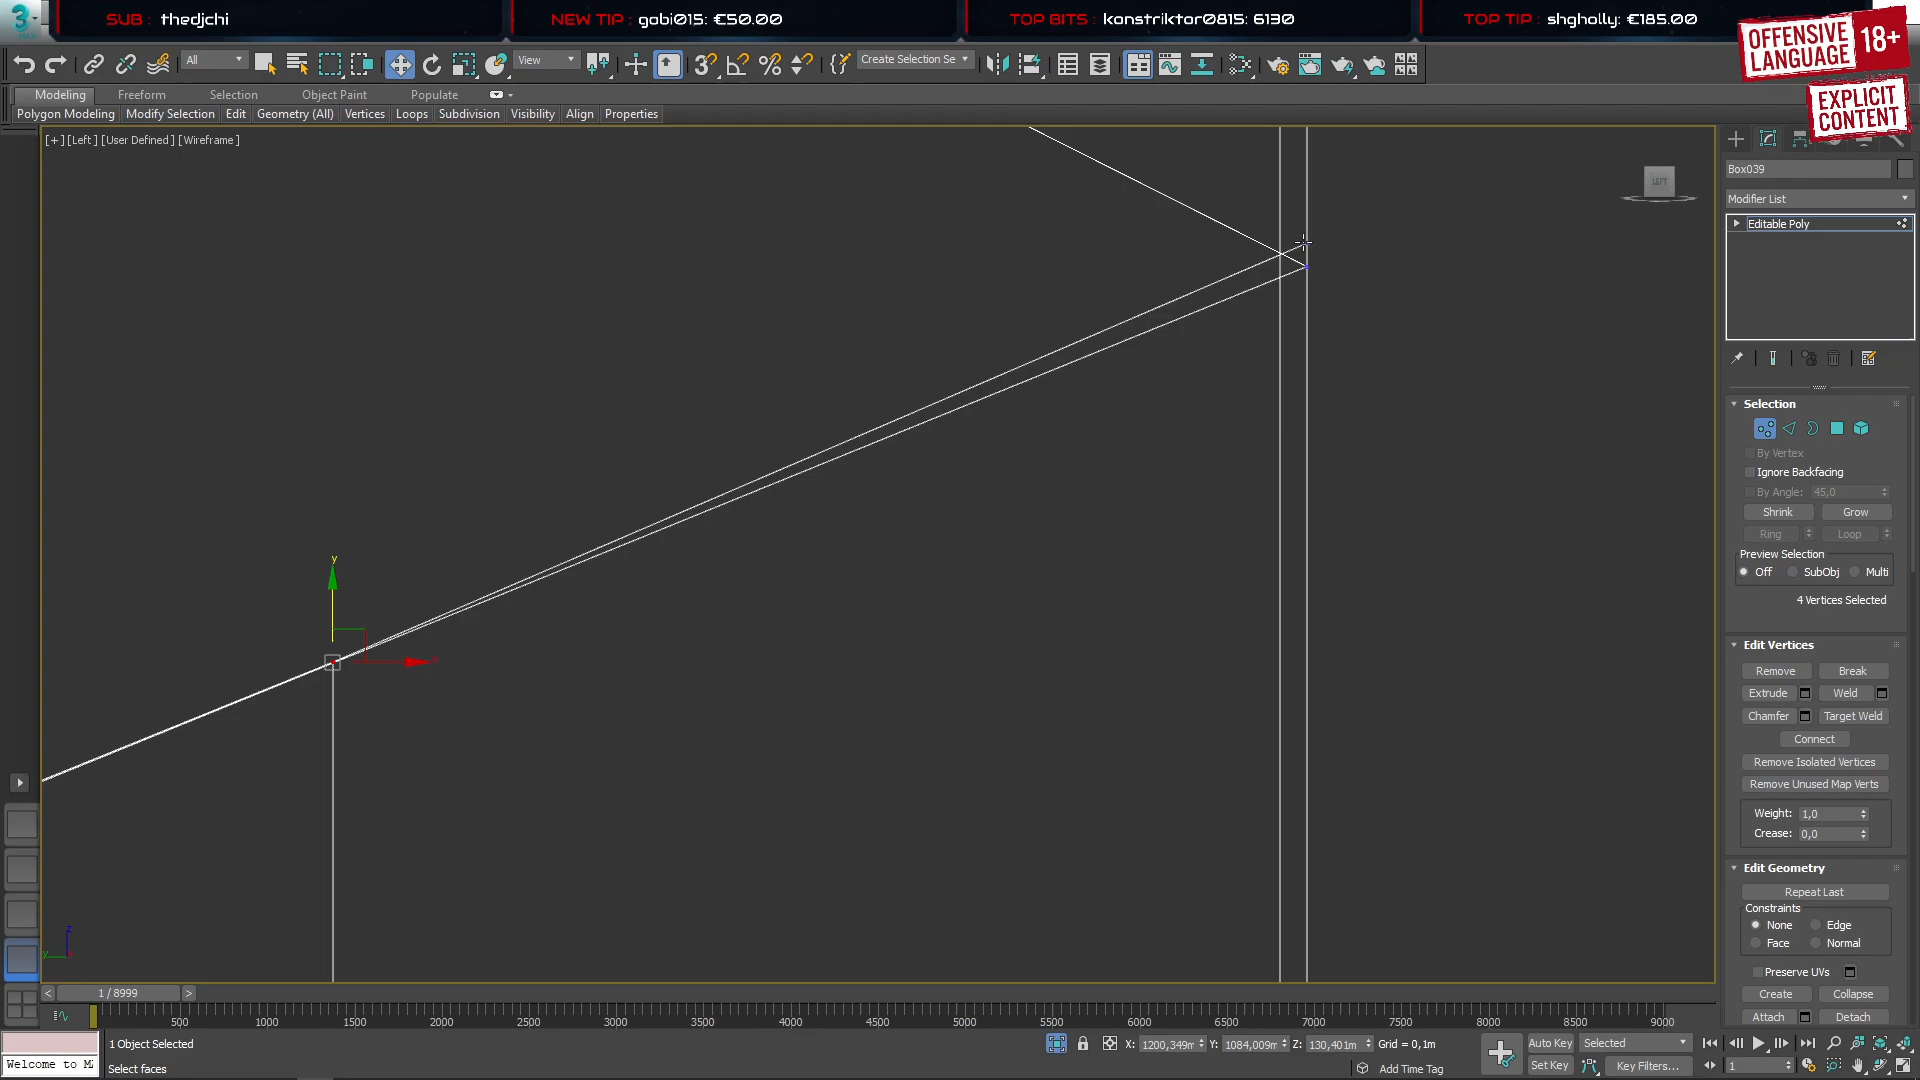 SUB : thedjchi
NEW TIP : gabi015: €50.00
TOP BITS : konstriktor0815: 6130
TOP TIP : shgholly: €185.00
OFFENSIVE LANGUAGE 18+
EXPLICIT CONTENT
3
All
View
Create Selection Se
Modeling
Freeform
Selection
Object Paint
Populate
Polygon Modeling
Modify Selection
Edit
Geometry (All)
Vertices
Loops
Subdivision
Visibility
Align
Properties
[+] [Left ] [User Defined ] [Wireframe ]
LEFT
Box039
Modifier List
Editable Poly
Selection
By Vertex
Ignore Backfacing
By Angle: 45,0
Shrink
Grow
Ring
Loop
Preview Selection
Off
SubObj
Multi
4 Vertices Selected
Edit Vertices
Remove
Break
Extrude
Weld
Chamfer
Target Weld
Connect
Remove Isolated Vertices
Remove Unused Map Verts
Weight: 1,0
Crease: 0,0
Edit Geometry
Repeat Last
Constraints
None
Edge
Face
Normal
Preserve UVs
Create
Collapse
Attach
Detach
y
x
z
y
< 1 / 8999 >
500 1000 1500 2000 2500 3000 3500 4000 4500 5000 5500 6000 6500 7000 7500 8000 8500 9000
1 Object Selected
X: 1200,349m Y: 1084,009m Z: 130,401m Grid = 0,1m
Auto Key
Selected
Welcome to M
Select faces
Add Time Tag
Set Key
Key Filters...
1